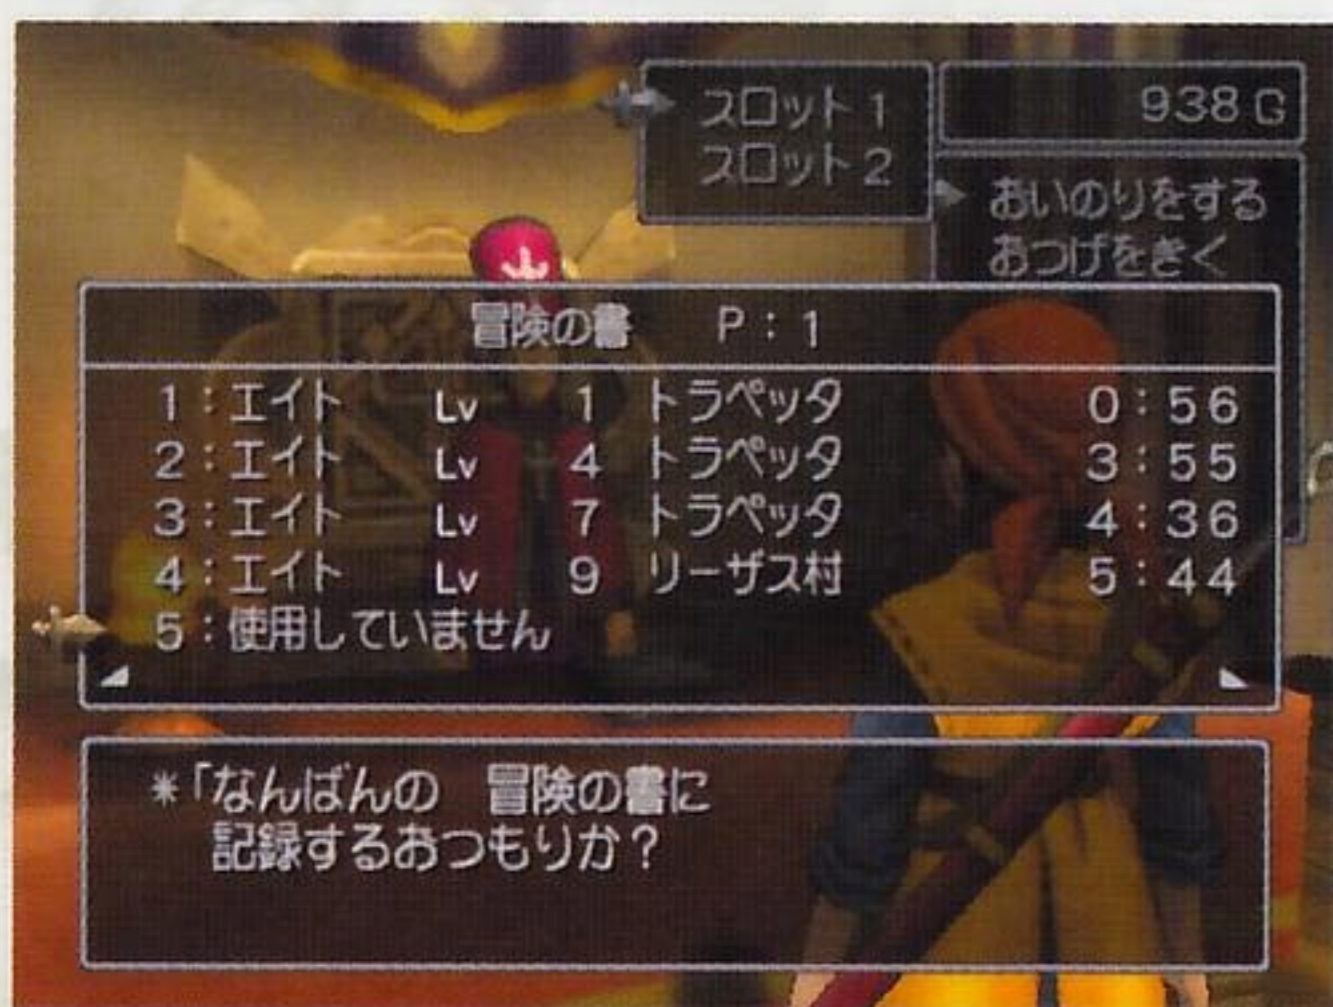 スロット1
スロット2
938G
おいのりをする
おつげをきく
冒険の書 P:1
1:エイト Lv 1 トラペッタ 0:56
2:エイト Lv 4 トラペッタ 3:55
3:エイト Lv 7 トラペッタ 4:36
4:エイト Lv 9 リーザス村 5:44
5:使用していません
*「なんばんの 冒険の書に
記録するおつもりか?